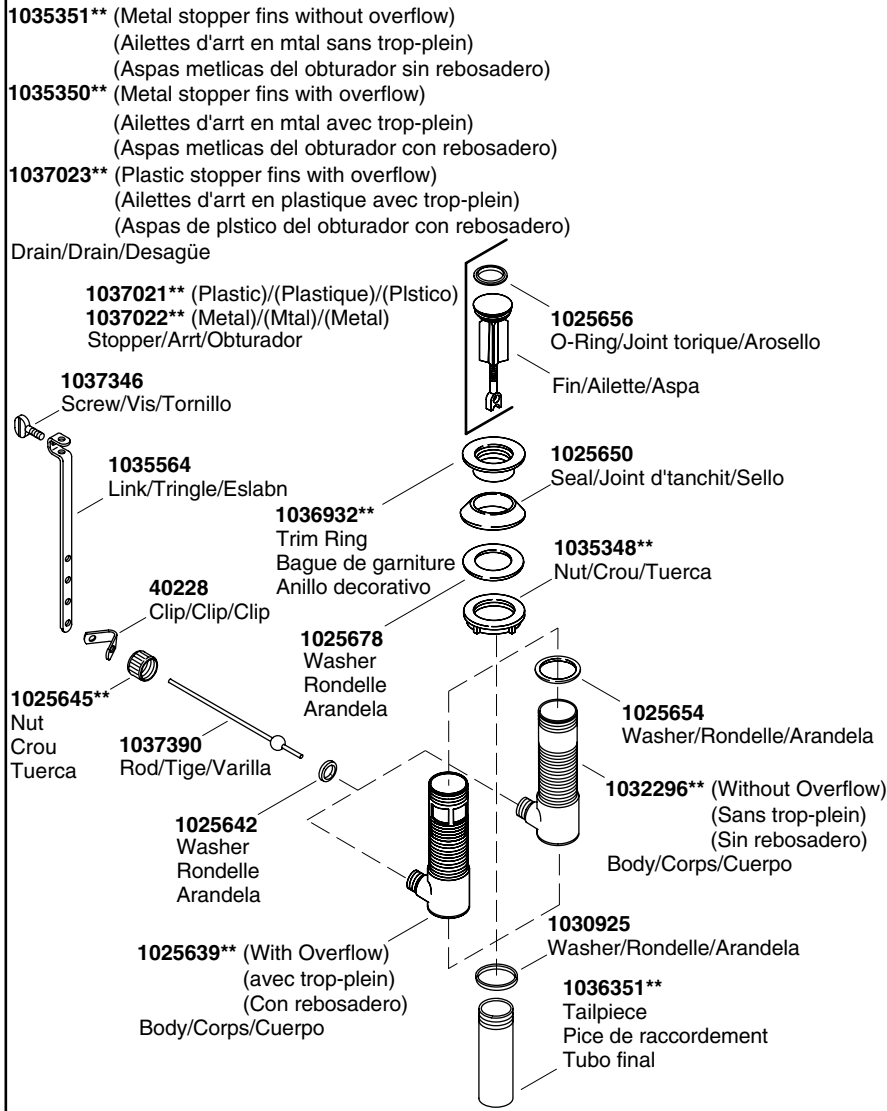 1035351** (Metal stopper fins without overflow)
(Ailettes d'arrt en mtal sans trop-plein)
(Aspas metlicas del obturador sin rebosadero)
1035350** (Metal stopper fins with overflow)
(Ailettes d'arrt en mtal avec trop-plein)
(Aspas metlicas del obturador con rebosadero)
1037023** (Plastic stopper fins with overflow)
(Ailettes d'arrt en plastique avec trop-plein)
(Aspas de plstico del obturador con rebosadero)
Drain/Drain/Desagüe
1037021** (Plastic)/(Plastique)/(Plstico)
1037022** (Metal)/(Mtal)/(Metal)
Stopper/Arrt/Obturador
1025656
O-Ring/Joint torique/Arosello
Fin/Ailette/Aspa
1037346
Screw/Vis/Tornillo
1035564
Link/Tringle/Eslabn
1025650
Seal/Joint d'tanchit/Sello
1036932**
Trim Ring
Bague de garniture
Anillo decorativo
1035348**
Nut/Crou/Tuerca
40228
Clip/Clip/Clip
1025678
Washer
Rondelle
Arandela
1025645**
Nut
Crou
Tuerca
1037390
Rod/Tige/Varilla
1025654
Washer/Rondelle/Arandela
1032296** (Without Overflow)
(Sans trop-plein)
(Sin rebosadero)
Body/Corps/Cuerpo
1025642
Washer
Rondelle
Arandela
1025639** (With Overflow)
(avec trop-plein)
(Con rebosadero)
Body/Corps/Cuerpo
1030925
Washer/Rondelle/Arandela
1036351**
Tailpiece
Pice de raccordement
Tubo final